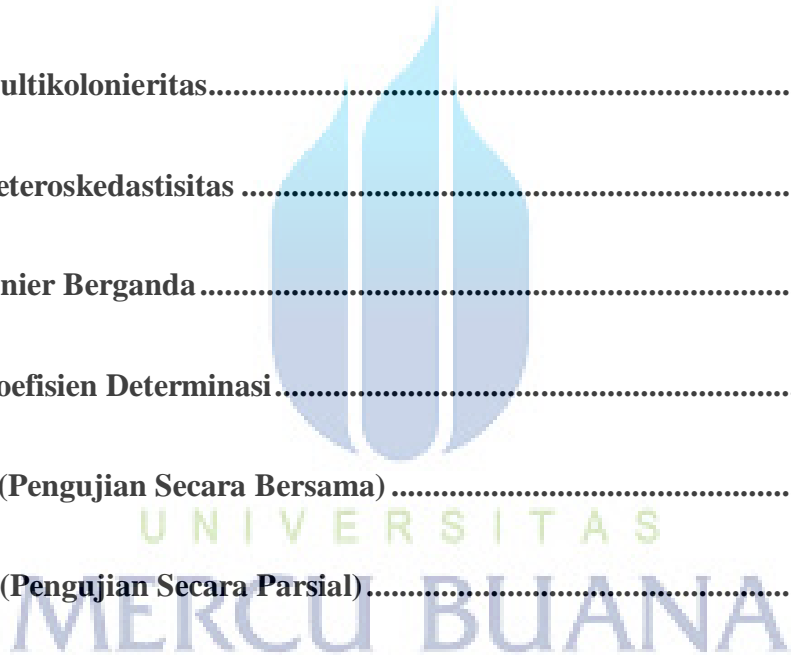 ultikolonieritas..........................................................................
eteroskedastisitas ......................................................................
nier Berganda...........................................................................
oefisien Determinasi.................................................................
(Pengujian Secara Bersama) ...................................................
UNIVERSITAS
(Pengujian Secara Parsial)......................................................
MERCU BUANA